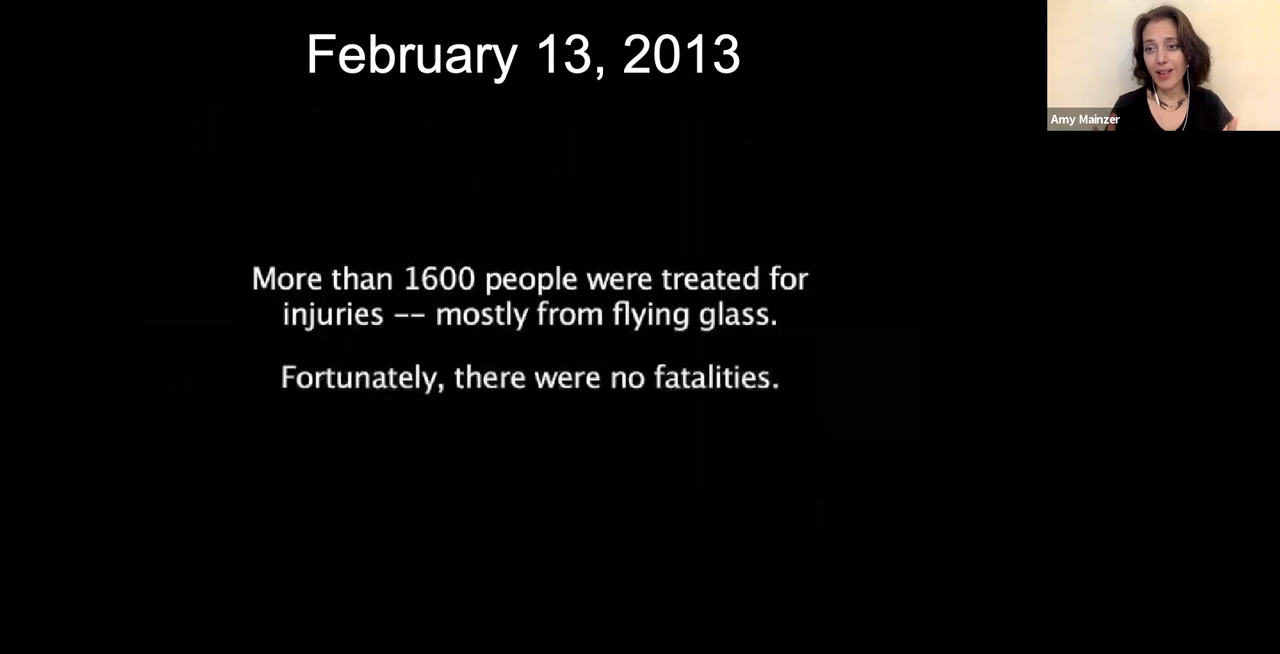 February 13, 2013
Amy Mainzer
More than 1600 people were treated for
injuries -- mostly from flying glass.
Fortunately, there were no fatalities.